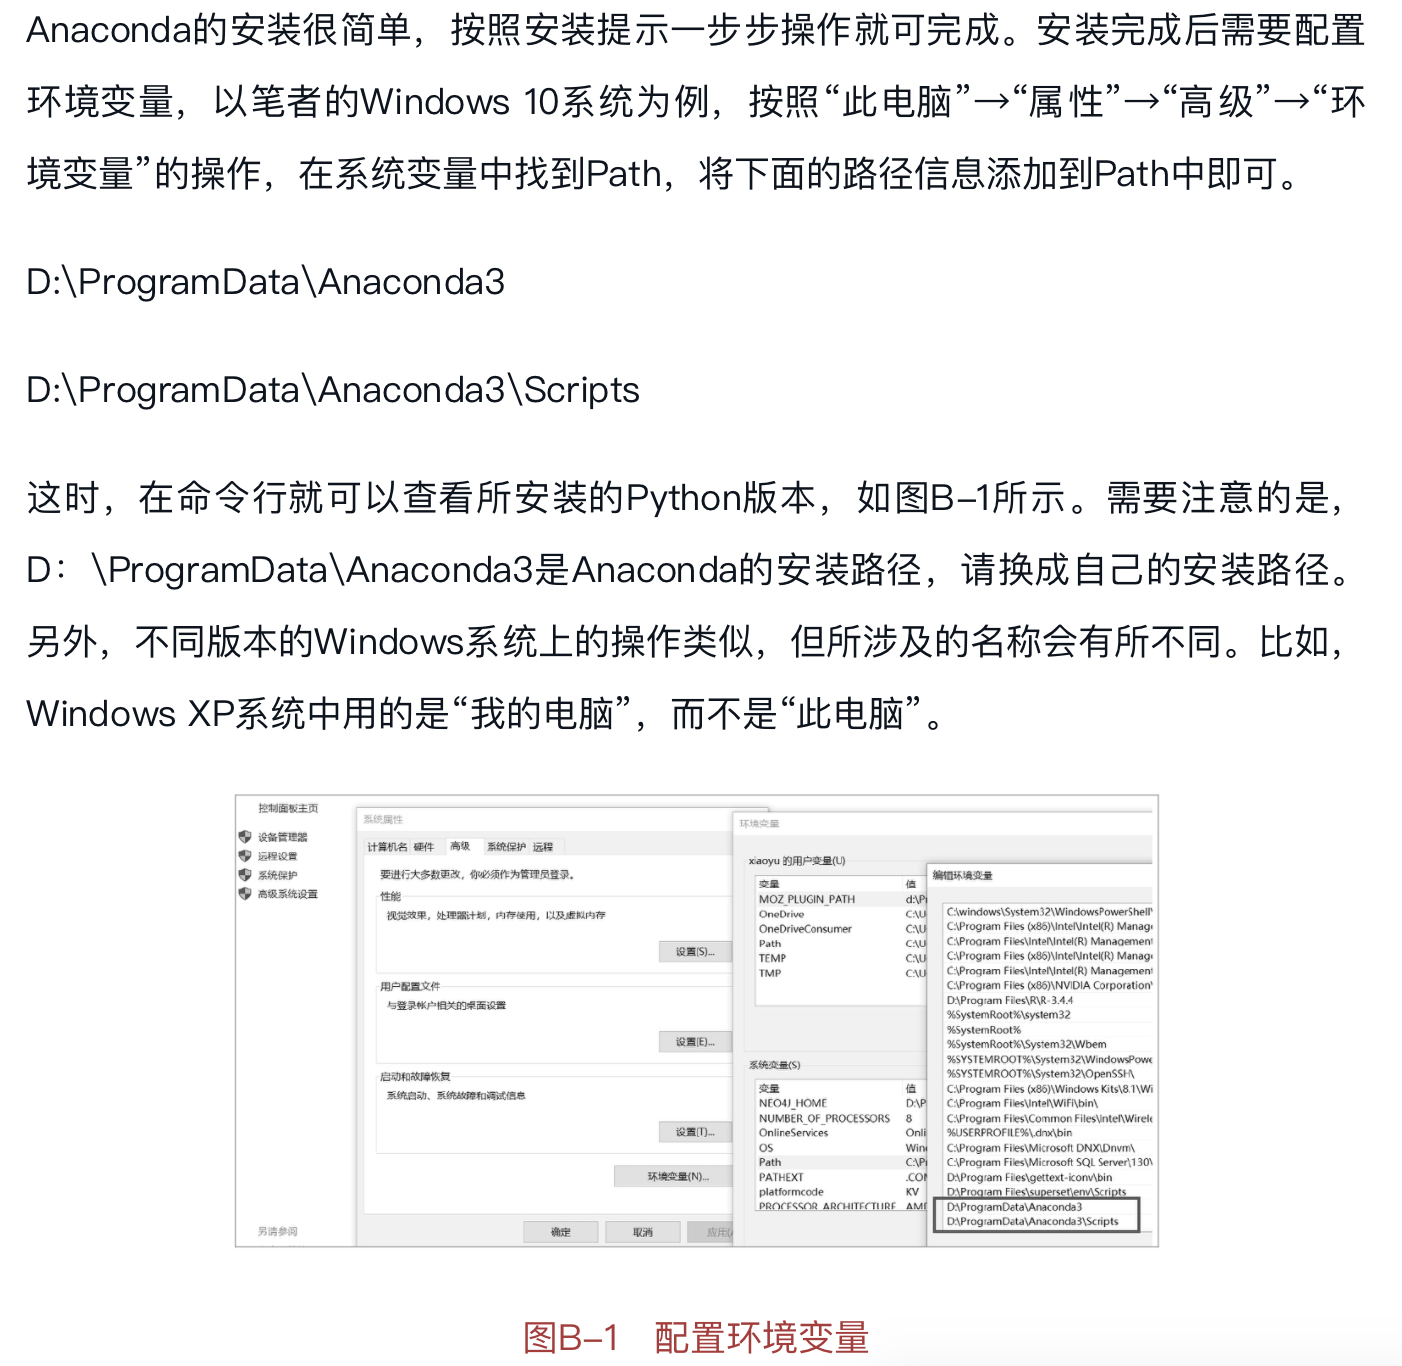 Anaconda的安装很简单，按照安装提示一步步操作就可完成。安装完成后需要配置
环境变量，以笔者的Windows 10系统为例，按照“此电脑”→“属性”→“高级”→“环
境变量”的操作，在系统变量中找到Path，将下面的路径信息添加到Path中即可。
D:\ProgramData\Anaconda3
D:\ProgramData\Anaconda3\Scripts
这时，在命令行就可以查看所安装的Python版本，如图B–1所示。需要注意的是，
D：\ProgramData\Anaconda3是Anaconda的安装路径，请换成自己的安装路径。
另外，不同版本的Windows系统上的操作类似，但所涉及的名称会有所不同。比如，
Windows XP系统中用的是“我的电脑”，而不是“此电脑”。
控制面板主页
设备管理器
远程设置
系统保护
高级系统设置
另请参阅
系统属性
计算机名 硬件 高级 系统保护 远程
要进行大多数更改，你必须作为管理员登录。
性能
视觉效果，处理器计划，内存使用，以及虚拟内存
设置(S)...
用户配置文件
与登录帐户相关的桌面设置
设置(E)...
启动和故障恢复
系统启动、系统故障和调试信息
设置(T)...
环境变量(N)...
确定 取消 应用(
环境变量
xiaoyu 的用户变量(U)
变量 值
MOZ_PLUGIN_PATH d:\P
OneDrive C:\U
OneDriveConsumer C:\U
Path C:\U
TEMP C:\U
TMP C:\U
系统变量(S)
变量 值
NEO4J_HOME D:\P
NUMBER_OF_PROCESSORS 8
OnlineServices Onli
OS Win
Path C:\P
PATHEXT .CO
platformcode KV
PROCESSOR_ARCHITECTURE AM
编辑环境变量
C:\windows\System32\WindowsPowerShell\
C:\Program Files (x86)\Intel\Intel(R) Manag
C:\Program Files\Intel\Intel(R) Management
C:\Program Files (x86)\Intel\Intel(R) Manag
C:\Program Files\Intel\Intel(R) Management
C:\Program Files (x86)\NVIDIA Corporation\
D:\Program Files\R\R-3.4.4
%SystemRoot%\system32
%SystemRoot%
%SystemRoot%\System32\Wbem
%SYSTEMROOT%\System32\WindowsPowe
%SYSTEMROOT%\System32\OpenSSH\
C:\Program Files (x86)\Windows Kits\8.1\Wi
C:\Program Files\Intel\WiFi\bin\
C:\Program Files\Common Files\Intel\Wirele
%USERPROFILE%\.dnx\bin
C:\Program Files\Microsoft DNX\Dnvm\
C:\Program Files\Microsoft SQL Server\130\
D:\Program Files\gettext-iconv\bin
D:\Program Files\superset\env\Scripts
D:\ProgramData\Anaconda3
D:\ProgramData\Anaconda3\Scripts
图B–1 配置环境变量